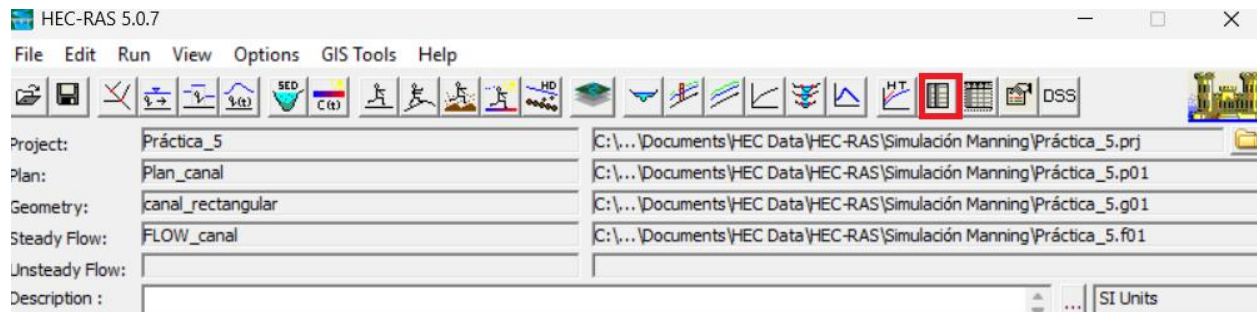 HEC-RAS 5.0.7
File Edit Run View Options GIS Tools Help
SED C(t) HD HT DSS
Project: Práctica_5 C:\...\Documents\HEC Data\HEC-RAS\Simulación Manning\Práctica_5.prj
Plan: Plan_canal C:\...\Documents\HEC Data\HEC-RAS\Simulación Manning\Práctica_5.p01
Geometry: canal_rectangular C:\...\Documents\HEC Data\HEC-RAS\Simulación Manning\Práctica_5.g01
Steady Flow: FLOW_canal C:\...\Documents\HEC Data\HEC-RAS\Simulación Manning\Práctica_5.f01
Unsteady Flow:
Description : ... SI Units